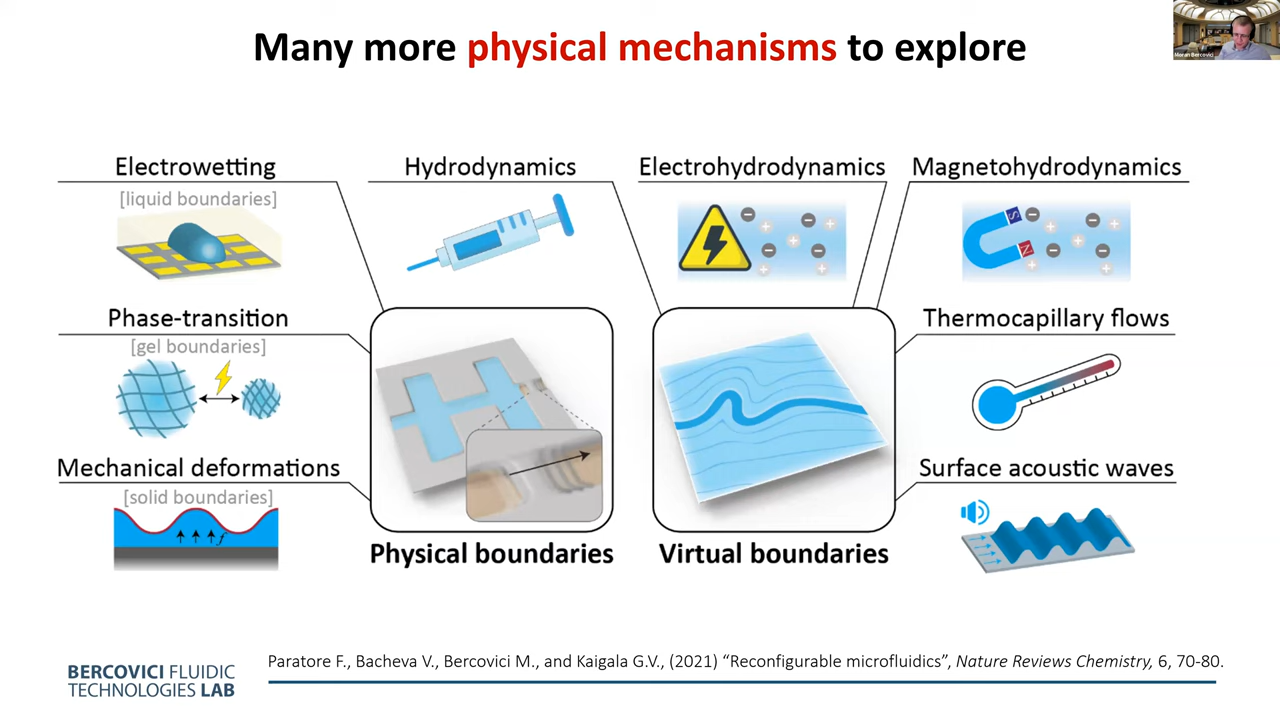 Many more physical mechanisms to explore
Maran Bercovici
Electrowetting
[liquid boundaries]
Hydrodynamics
Electrohydrodynamics
Magnetohydrodynamics
S
N
Phase-transition
[gel boundaries]
Thermocapillary flows
Mechanical deformations
[solid boundaries]
f
Surface acoustic waves
Physical boundaries
Virtual boundaries
BERCOVICI FLUIDIC
TECHNOLOGIES LAB
Paratore F., Bacheva V., Bercovici M., and Kaigala G.V., (2021) “Reconfigurable microfluidics”, Nature Reviews Chemistry, 6, 70-80.